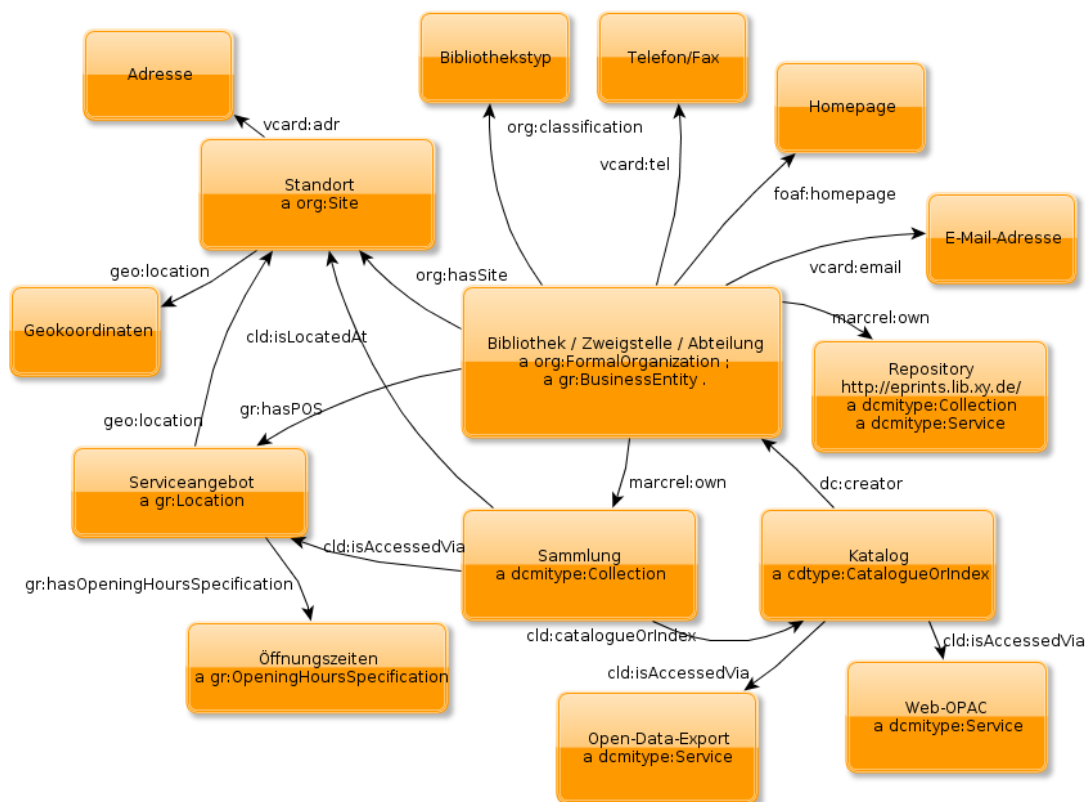 Bibliothekstyp
Telefon/Fax
Adresse
Homepage
org:classification
vcard:adr
vcard:tel
Standort
a org:Site
foaf:homepage
E-Mail-Adresse
vcard:email
geo:location
org:hasSite
marcrel:own
Geokoordinaten
cld:isLocatedAt
Bibliothek / Zweigstelle / Abteilung
a org:FormalOrganization ;
a gr:BusinessEntity .
Repository
http://eprints.lib.xy.de/
a dcmitype:Collection
a dcmitype:Service
gr:hasPOS
geo:location
Serviceangebot
a gr:Location
marcrel:own
dc:creator
cld:isAccessedVia
Sammlung
a dcmitype:Collection
Katalog
a cdtype:CatalogueOrIndex
gr:hasOpeningHoursSpecification
cld:catalogueOrIndex
cld:isAccessedVia
Öffnungszeiten
a gr:OpeningHoursSpecification
cld:isAccessedVia
Web-OPAC
a dcmitype:Service
Open-Data-Export
a dcmitype:Service